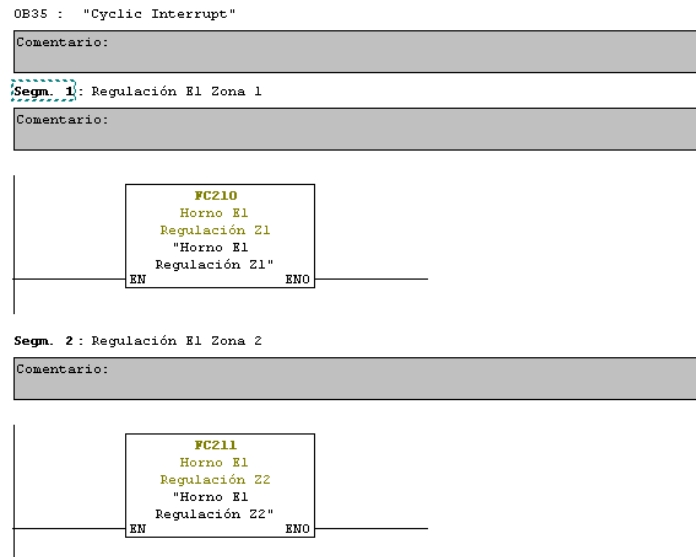 OB35 : "Cyclic Interrupt"
Comentario:
Segm. 1: Regulación E1 Zona 1
Comentario:
FC210
Horno E1
Regulación Z1
"Horno E1
Regulación Z1"
EN ENO
Segm. 2: Regulación E1 Zona 2
Comentario:
FC211
Horno E1
Regulación Z2
"Horno E1
Regulación Z2"
EN ENO